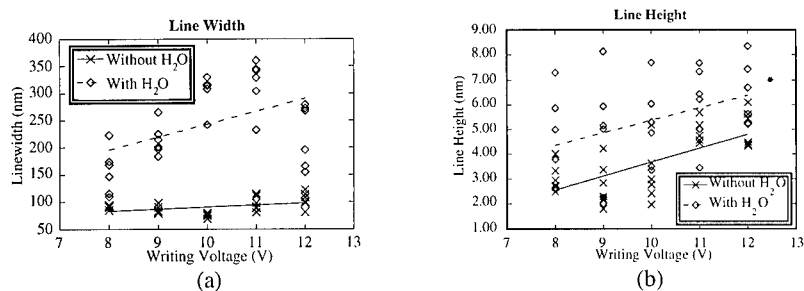 Line Width
400
350
300
250
200
150
100
50
Linewidth (nm)
Without H2O
With H2O
7 8 9 10 11 12 13
Writing Voltage (V)
(a)
Line Height
9.00
8.00
7.00
6.00
5.00
4.00
3.00
2.00
1.00
Line Height (nm)
Without H2O
With H2O
7 8 9 10 11 12 13
Writing Voltage (V)
(b)